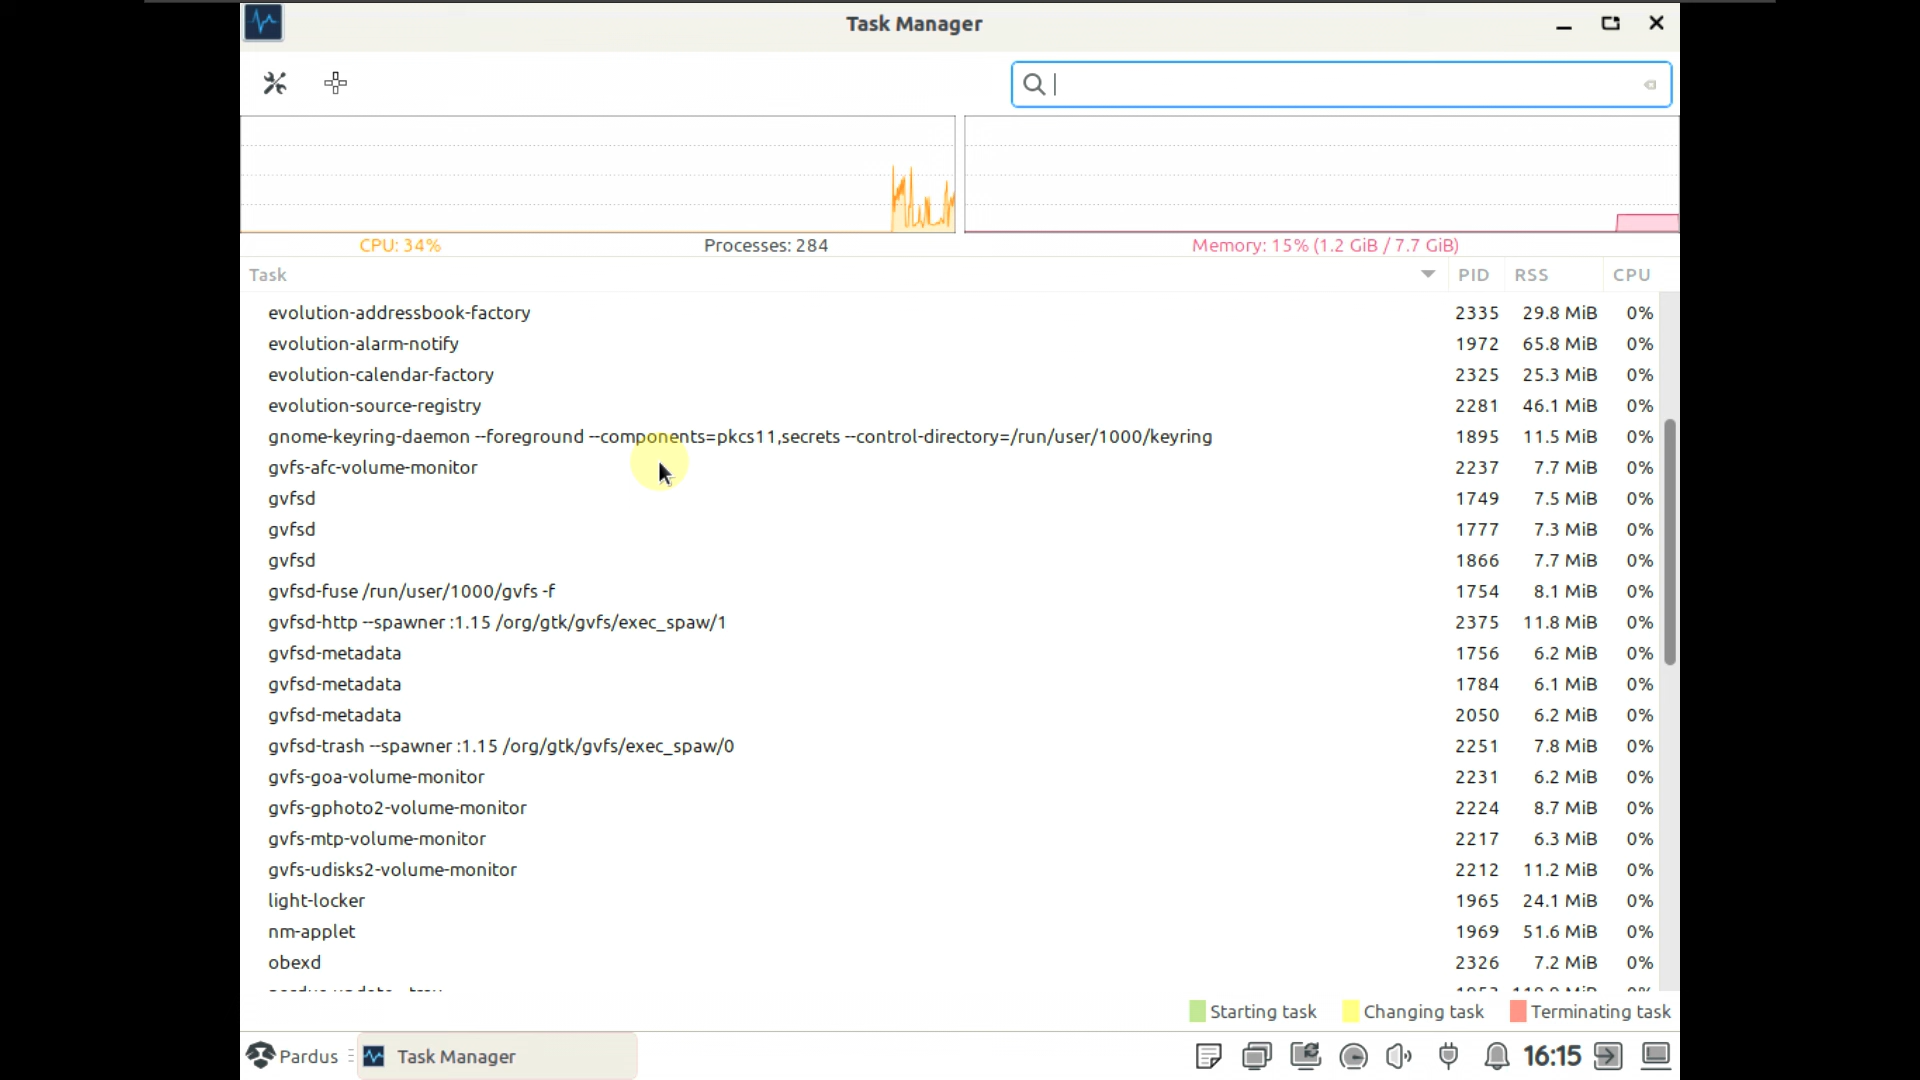 Task Manager
CPU: 34%
Processes: 284
Memory: 15% (1.2 GiB / 7.7 GiB)
Task PID RSS CPU
evolution-addressbook-factory 2335 29.8 MiB 0%
evolution-alarm-notify 1972 65.8 MiB 0%
evolution-calendar-factory 2325 25.3 MiB 0%
evolution-source-registry 2281 46.1 MiB 0%
gnome-keyring-daemon --foreground --components=pkcs11,secrets --control-directory=/run/user/1000/keyring 1895 11.5 MiB 0%
gvfs-afc-volume-monitor 2237 7.7 MiB 0%
gvfsd 1749 7.5 MiB 0%
gvfsd 1777 7.3 MiB 0%
gvfsd 1866 7.7 MiB 0%
gvfsd-fuse /run/user/1000/gvfs -f 1754 8.1 MiB 0%
gvfsd-http --spawner :1.15 /org/gtk/gvfs/exec_spaw/1 2375 11.8 MiB 0%
gvfsd-metadata 1756 6.2 MiB 0%
gvfsd-metadata 1784 6.1 MiB 0%
gvfsd-metadata 2050 6.2 MiB 0%
gvfsd-trash --spawner :1.15 /org/gtk/gvfs/exec_spaw/0 2251 7.8 MiB 0%
gvfs-goa-volume-monitor 2231 6.2 MiB 0%
gvfs-gphoto2-volume-monitor 2224 8.7 MiB 0%
gvfs-mtp-volume-monitor 2217 6.3 MiB 0%
gvfs-udisks2-volume-monitor 2212 11.2 MiB 0%
light-locker 1965 24.1 MiB 0%
nm-applet 1969 51.6 MiB 0%
obexd 2326 7.2 MiB 0%
Starting task Changing task Terminating task
Pardus Task Manager 16:15